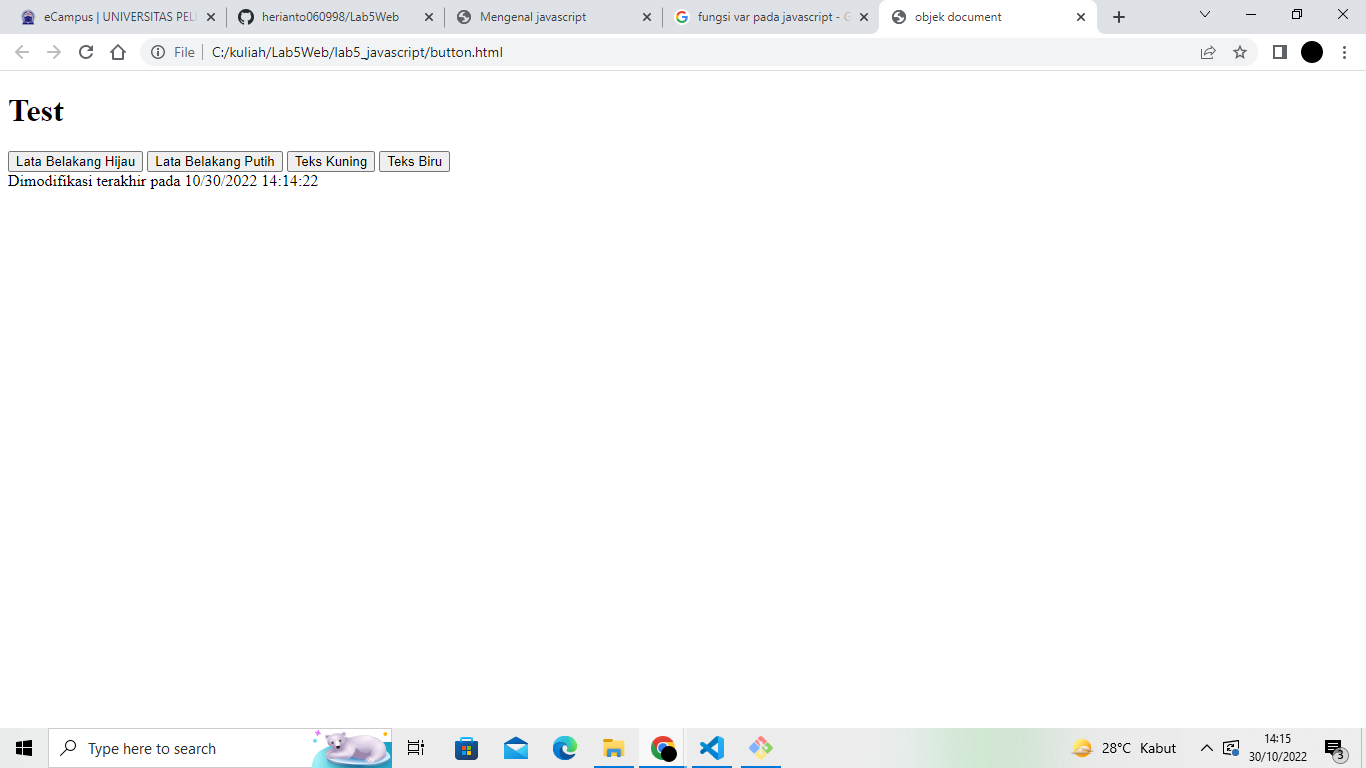 eCampus | UNIVERSITAS PELI
herianto060998/Lab5Web
Mengenal javascript
fungsi var pada javascript - G
objek document
File
C:/kuliah/Lab5Web/lab5_javascript/button.html
Test
Lata Belakang Hijau
Lata Belakang Putih
Teks Kuning
Teks Biru
Dimodifikasi terakhir pada 10/30/2022 14:14:22
Type here to search
28°C Kabut
14:15
30/10/2022
3